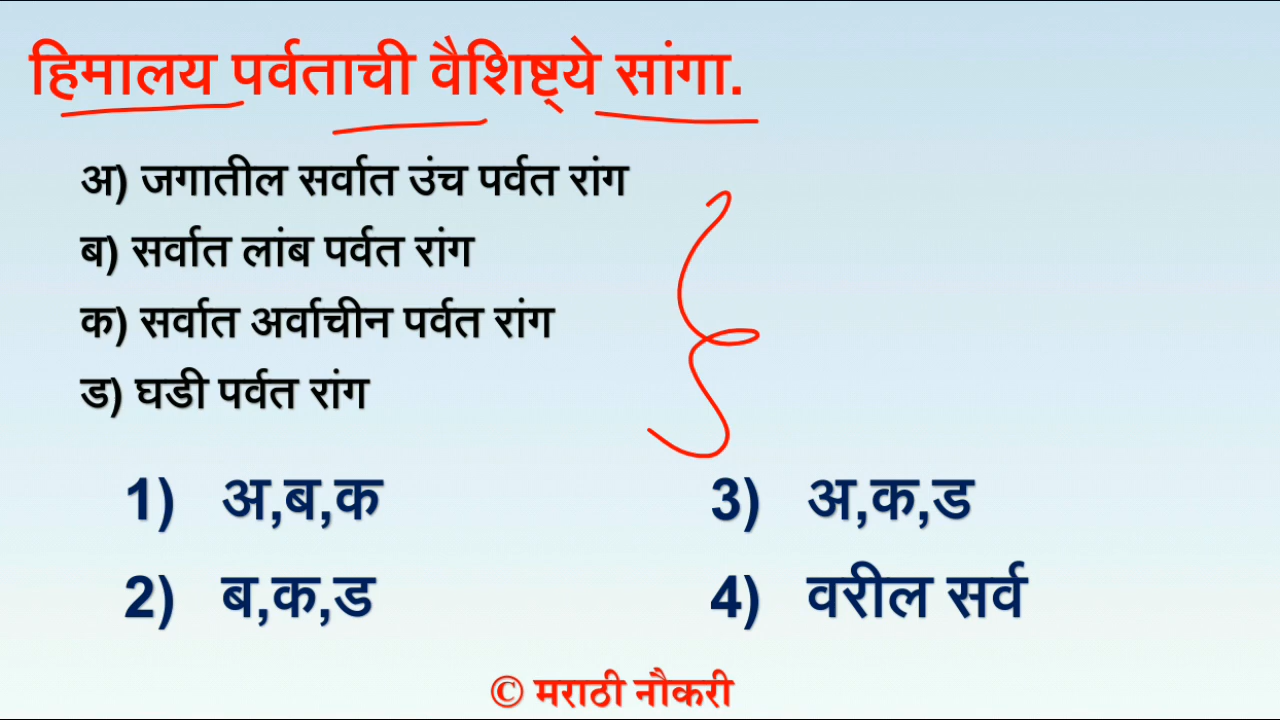 हिमालय पर्वताची वैशिष्ट्ये सांगा.
अ) जगातील सर्वात उंच पर्वत रांग
ब) सर्वात लांब पर्वत रांग
क) सर्वात अर्वाचीन पर्वत रांग
ड) घडी पर्वत रांग
1) अ,ब,क
2) ब,क,ड
3) अ,क,ड
4) वरील सर्व
© मराठी नौकरी